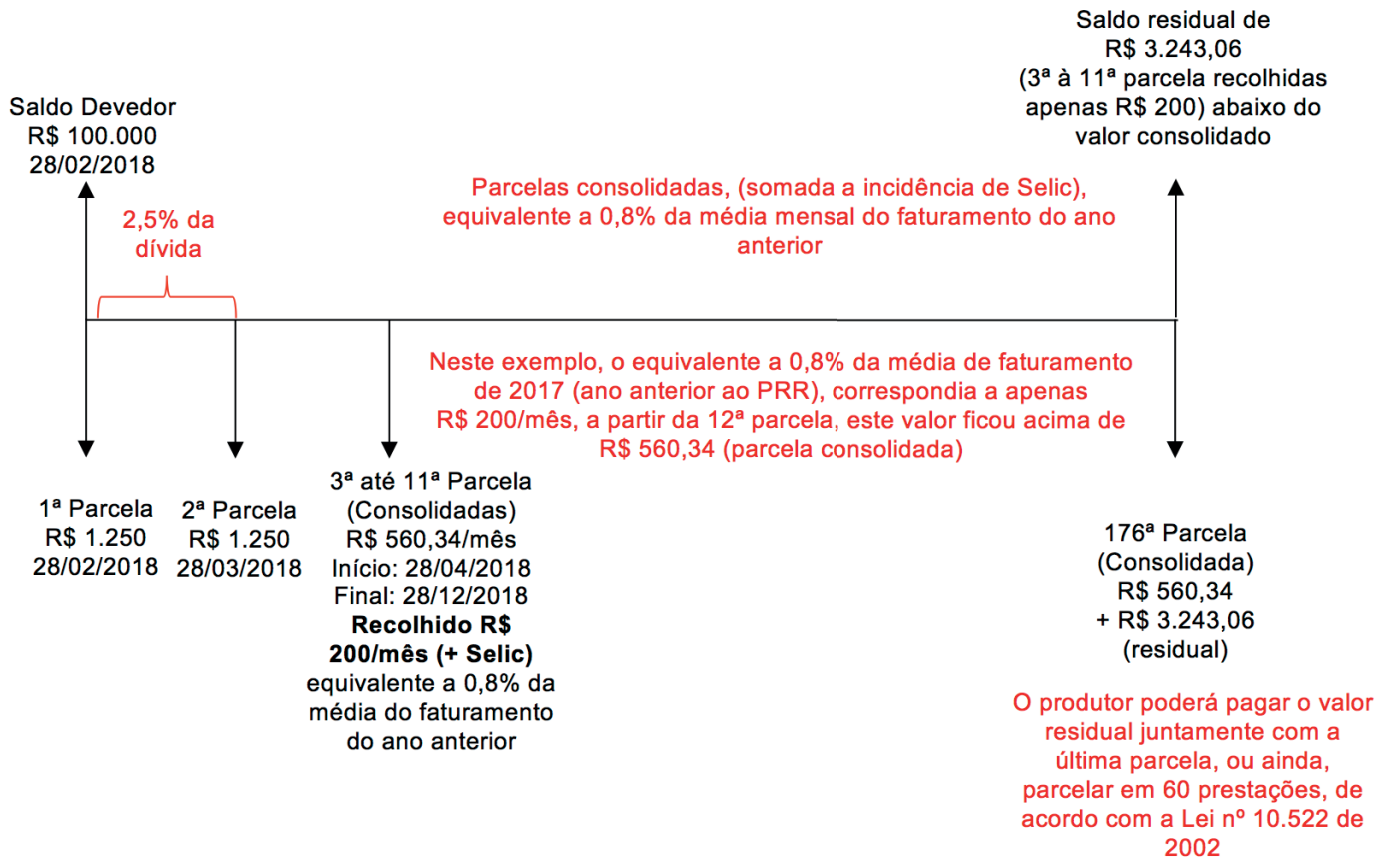 Saldo Devedor
R$ 100.000
28/02/2018
2,5% da
dívida
Parcelas consolidadas, (somada a incidência de Selic),
equivalente a 0,8% da média mensal do faturamento do ano
anterior
Saldo residual de
R$ 3.243,06
(3ª à 11ª parcela recolhidas
apenas R$ 200) abaixo do
valor consolidado
Neste exemplo, o equivalente a 0,8% da média de faturamento
de 2017 (ano anterior ao PRR), correspondia a apenas
R$ 200/mês, a partir da 12ª parcela, este valor ficou acima de
R$ 560,34 (parcela consolidada)
1ª Parcela
R$ 1.250
28/02/2018
2ª Parcela
R$ 1.250
28/03/2018
3ª até 11ª Parcela
(Consolidadas)
R$ 560,34/mês
Início: 28/04/2018
Final: 28/12/2018
Recolhido R$
200/mês (+ Selic)
equivalente a 0,8% da
média do faturamento
do ano anterior
176ª Parcela
(Consolidada)
R$ 560,34
+ R$ 3.243,06
(residual)
O produtor poderá pagar o valor
residual juntamente com a
última parcela, ou ainda,
parcelar em 60 prestações, de
acordo com a Lei nº 10.522 de
2002